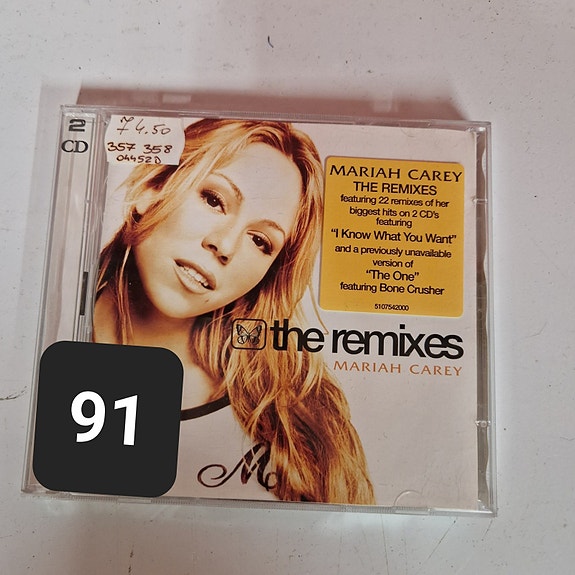 2
CD
74.50
357 358
044520
MARIAH CAREY
THE REMIXES
featuring 22 remixes of her
biggest hits on 2 CD's
featuring
"I Know What You Want"
and a previously unavailable
version of
"The One"
featuring Bone Crusher
5107542000
the remixes
MARIAH CAREY
91